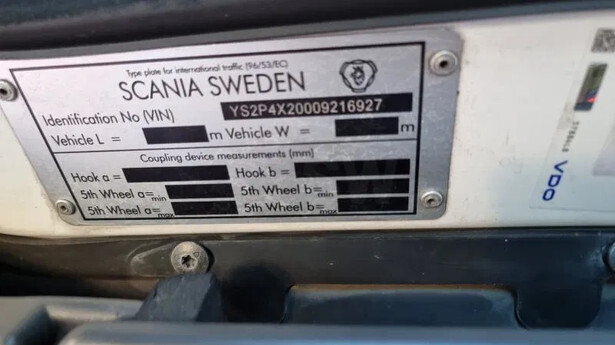 Type plate for international traffic (96/53/EC)
SCANIA SWEDEN
Identification No (VIN) YS2P4X20009216927
Vehicle L = m Vehicle W = m
Coupling device measurements (mm)
Hook a = Hook b =
5th Wheel a= min 5th Wheel b= min
5th Wheel a= max 5th Wheel b= max
VDO